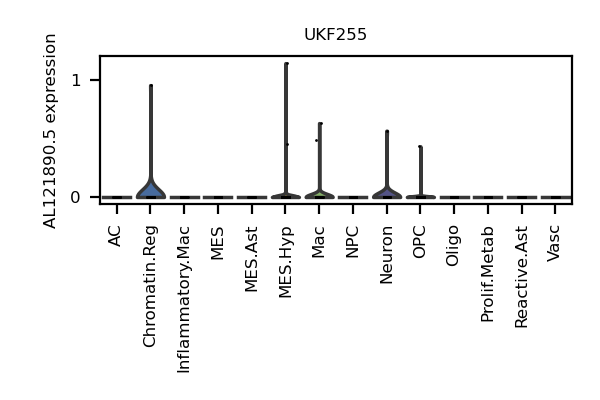 UKF255
AL121890.5 expression
1
0
AC
Chromatin.Reg
Inflammatory.Mac
MES
MES.Ast
MES.Hyp
Mac
NPC
Neuron
OPC
Oligo
Prolif.Metab
Reactive.Ast
Vasc